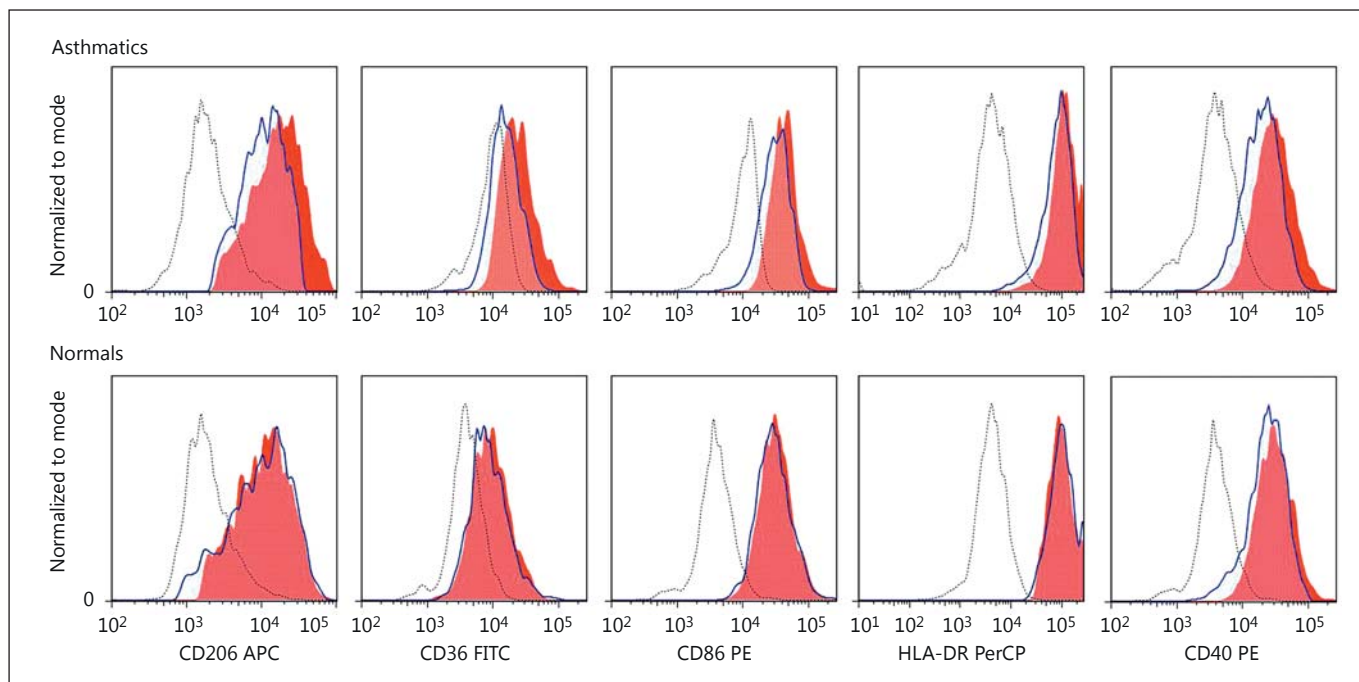 Asthmatics
Normalized to mode
0
10² 10³ 10⁴ 10⁵ 10² 10³ 10⁴ 10⁵ 10² 10³ 10⁴ 10⁵ 10¹ 10² 10³ 10⁴ 10⁵ 10² 10³ 10⁴ 10⁵
Normals
Normalized to mode
0
10² 10³ 10⁴ 10⁵ 10² 10³ 10⁴ 10⁵ 10² 10³ 10⁴ 10⁵ 10¹ 10² 10³ 10⁴ 10⁵ 10² 10³ 10⁴ 10⁵
CD206 APC CD36 FITC CD86 PE HLA-DR PerCP CD40 PE